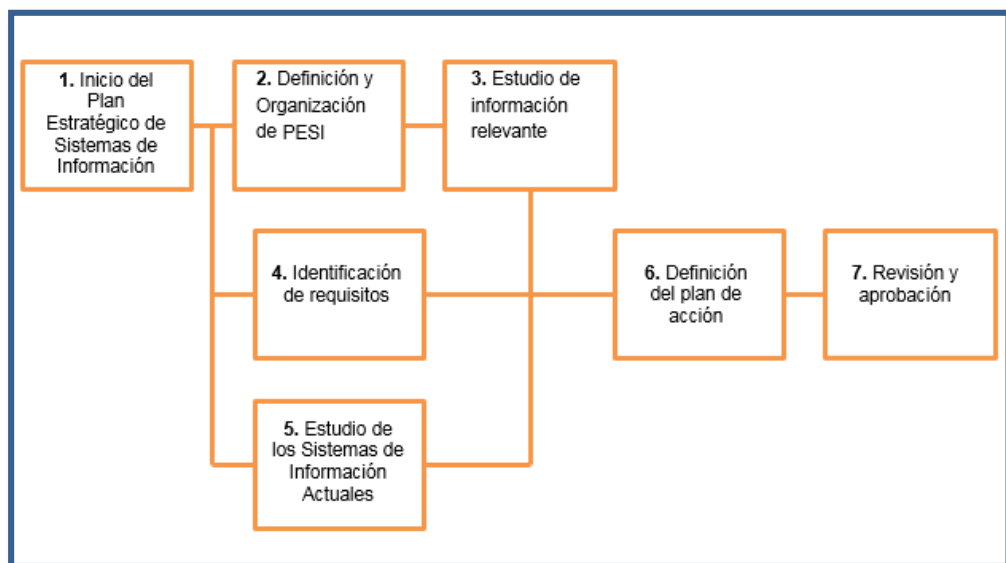 1. Inicio del
Plan
Estratégico de
Sistemas de
Información
2. Definición y
Organización
de PESI
3. Estudio de
información
relevante
4. Identificación
de requisitos
5. Estudio de
los Sistemas de
Información
Actuales
6. Definición
del plan de
acción
7. Revisión y
aprobación